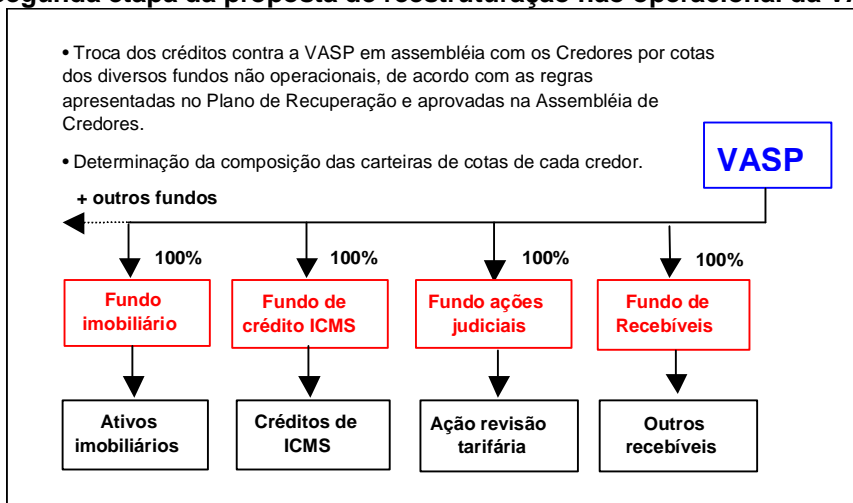 segunda etapa da proposta de reestruturação não operacional da VA
• Troca dos créditos contra a VASP em assembléia com os Credores por cotas
dos diversos fundos não operacionais, de acordo com as regras
apresentadas no Plano de Recuperação e aprovadas na Assembléia de
Credores.
• Determinação da composição das carteiras de cotas de cada credor.
VASP
+ outros fundos
100% 100% 100% 100%
Fundo imobiliário
Fundo de crédito ICMS
Fundo ações judiciais
Fundo de Recebíveis
Ativos imobiliários
Créditos de ICMS
Ação revisão tarifária
Outros recebíveis